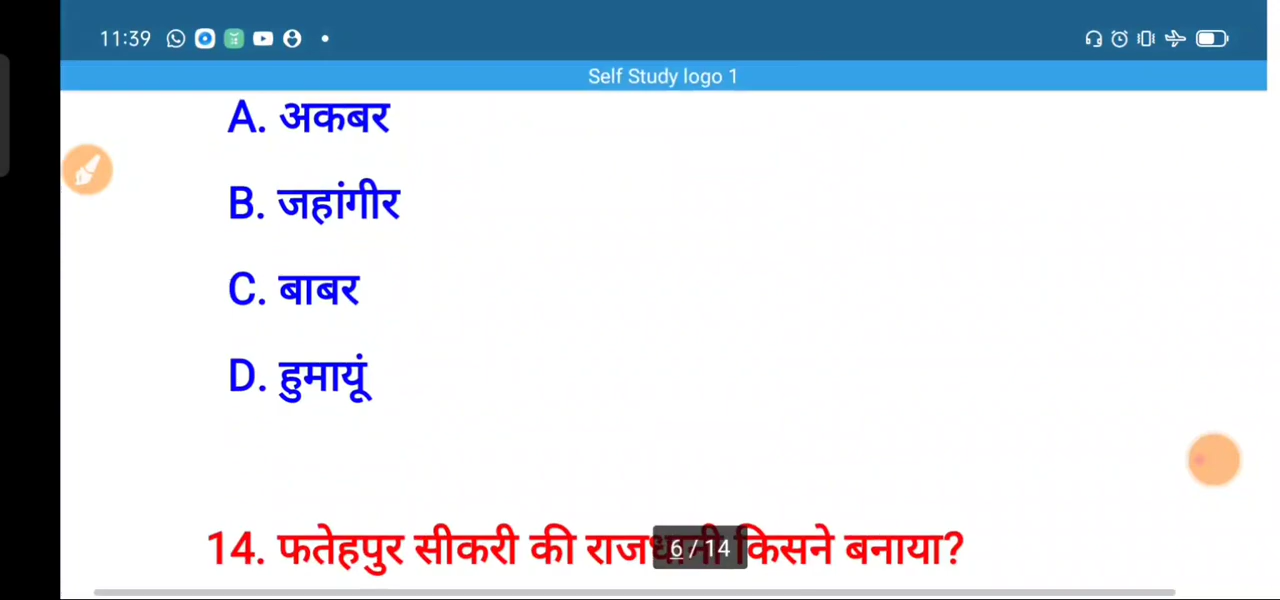 11:39
Self Study logo 1
A. अकबर
B. जहांगीर
C. बाबर
D. हुमायूं
14. फतेहपुर सीकरी की किसने बनाया?
6/14